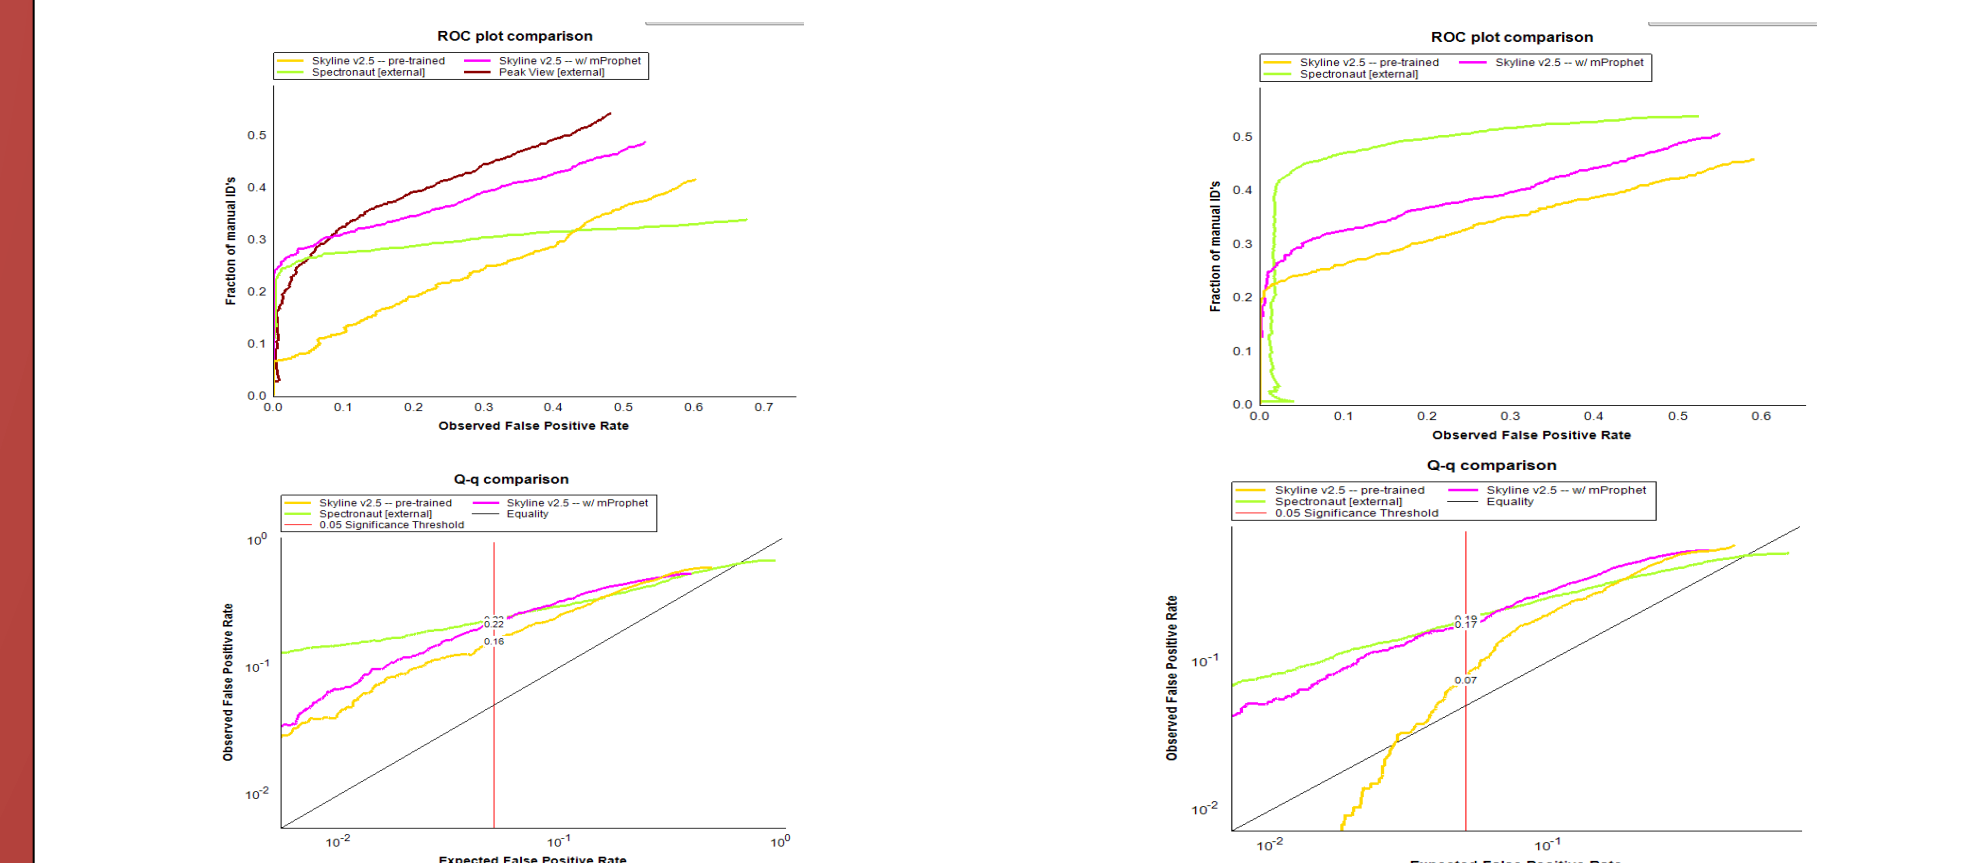 ROC plot comparison
Skyline v2.5 -- pre-trained Skyline v2.5 -- w/ mProphet
Spectronaut [external] Peak View [external]
Fraction of manual ID's
0.5
0.4
0.3
0.2
0.1
0.0
0.0 0.1 0.2 0.3 0.4 0.5 0.6 0.7
Observed False Positive Rate
ROC plot comparison
Skyline v2.5 -- pre-trained Skyline v2.5 -- w/ mProphet
Spectronaut [external]
Fraction of manual ID's
0.5
0.4
0.3
0.2
0.1
0.0
0.0 0.1 0.2 0.3 0.4 0.5 0.6
Observed False Positive Rate
Q-q comparison
Skyline v2.5 -- pre-trained Skyline v2.5 -- w/ mProphet
Spectronaut [external] Equality
0.05 Significance Threshold
Observed False Positive Rate
10^0
10^-1
10^-2
0.22
0.16
10^-2 10^-1 10^0
Expected False Positive Rate
Q-q comparison
Skyline v2.5 -- pre-trained Skyline v2.5 -- w/ mProphet
Spectronaut [external] Equality
0.05 Significance Threshold
Observed False Positive Rate
10^-1
10^-2
0.19
0.17
0.07
10^-2 10^-1
Expected False Positive Rate